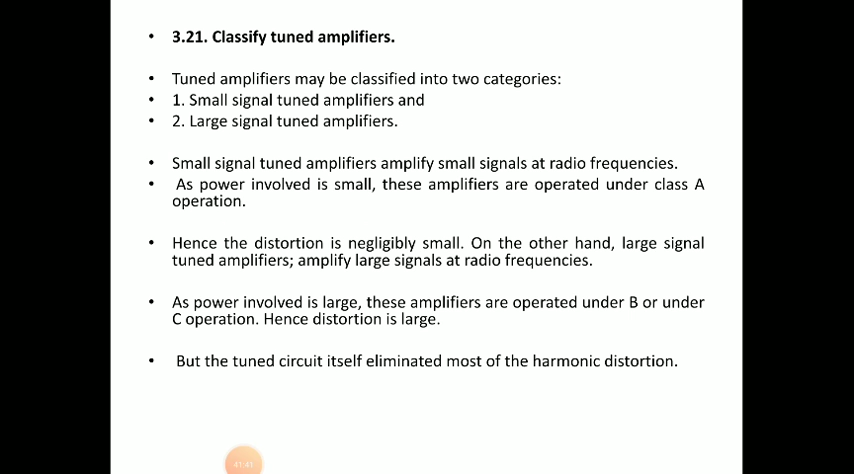 • 3.21. Classify tuned amplifiers.
• Tuned amplifiers may be classified into two categories:
• 1. Small signal tuned amplifiers and
• 2. Large signal tuned amplifiers.
• Small signal tuned amplifiers amplify small signals at radio frequencies.
• As power involved is small, these amplifiers are operated under class A
operation.
• Hence the distortion is negligibly small. On the other hand, large signal
tuned amplifiers; amplify large signals at radio frequencies.
• As power involved is large, these amplifiers are operated under B or under
C operation. Hence distortion is large.
• But the tuned circuit itself eliminated most of the harmonic distortion.
41:41